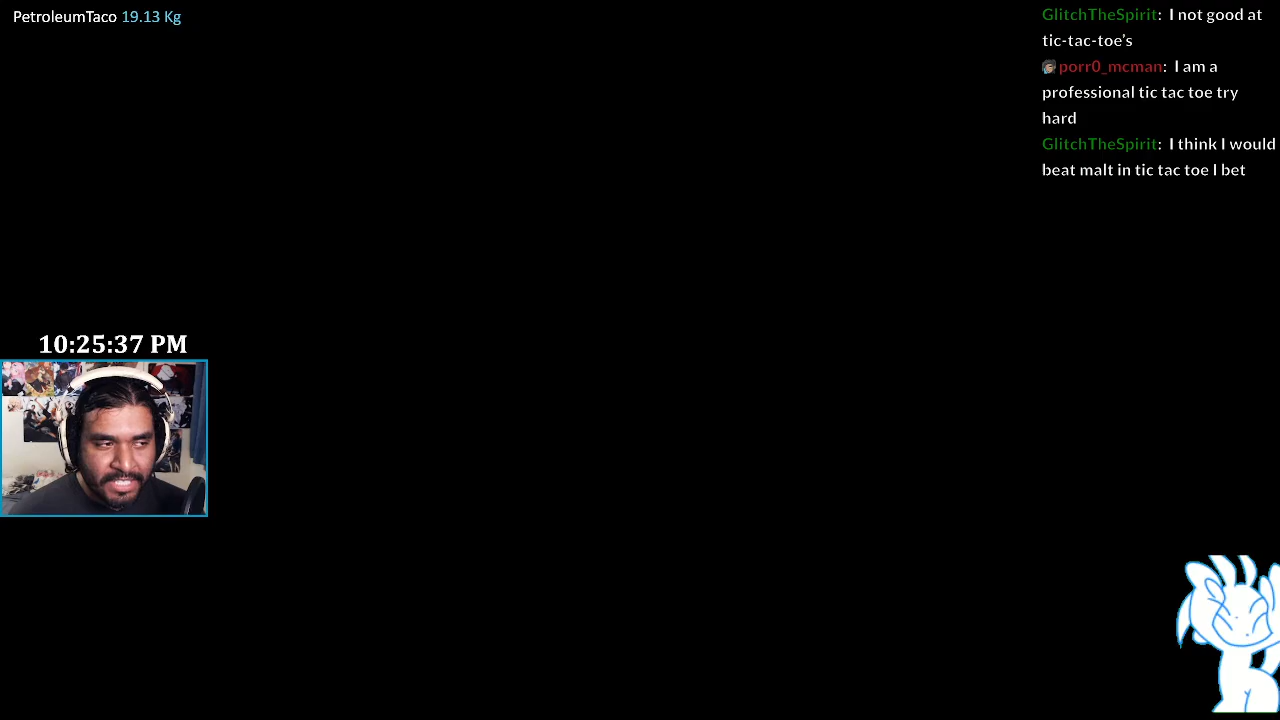 PetroleumTaco 19.13 Kg
GlitchTheSpirit: I not good at
tic-tac-toe's
porr0_mcman: I am a
professional tic tac toe try
hard
GlitchTheSpirit: I think I would
beat malt in tic tac toe I bet
10:25:37 PM